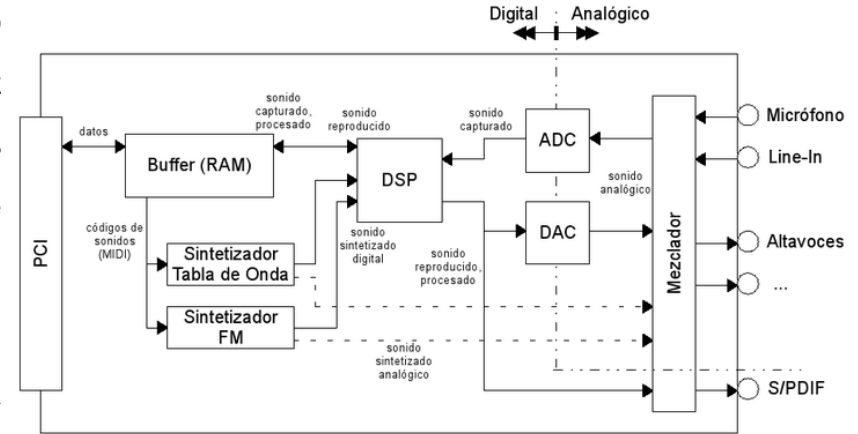 Digital
Analógico
PCI
datos
Buffer (RAM)
sonido
capturado,
procesado
sonido
reproducido
DSP
sonido
capturado
ADC
sonido
analógico
Mezclador
Micrófono
Line-In
códigos de
sonidos
(MIDI)
Sintetizador
Tabla de Onda
sonido
sintetizado
digital
sonido
reproducido,
procesado
DAC
Altavoces
...
Sintetizador
FM
sonido
sintetizado
analógico
S/PDIF